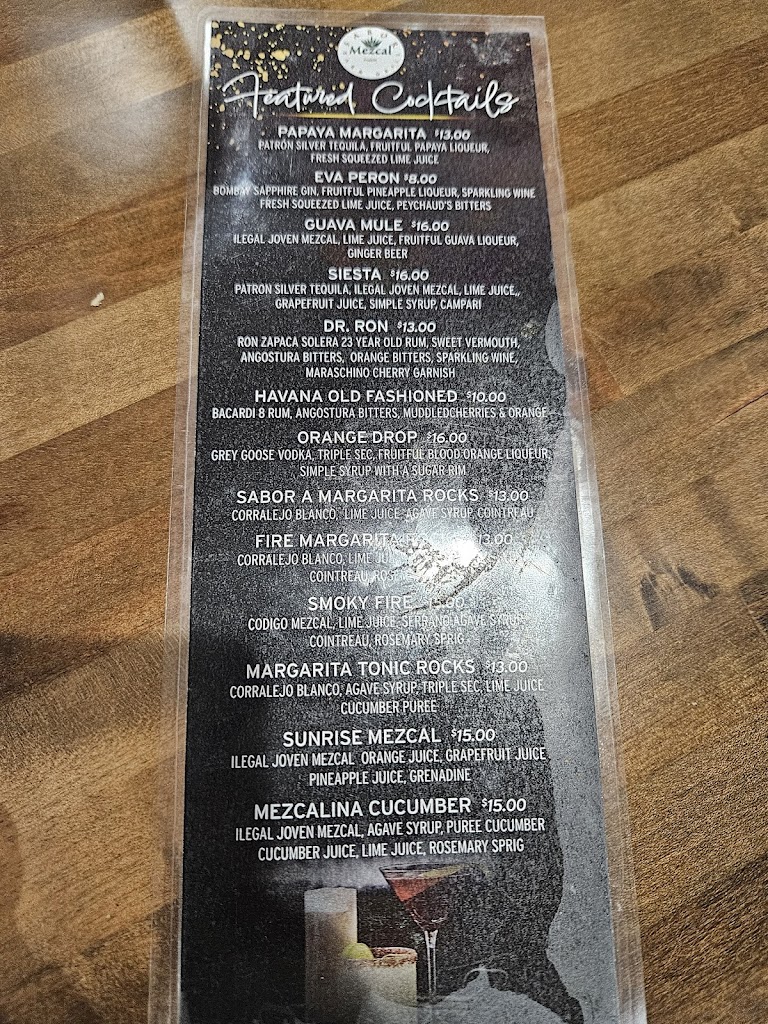 Mezcal
Featured Cocktails
PAPAYA MARGARITA $13.00
PATRÓN SILVER TEQUILA, FRUITFUL PAPAYA LIQUEUR,
FRESH SQUEEZED LIME JUICE
EVA PERON $8.00
BOMBAY SAPPHIRE GIN, FRUITFUL PINEAPPLE LIQUEUR, SPARKLING WINE
FRESH SQUEEZED LIME JUICE, PEYCHAUD'S BITTERS
GUAVA MULE $16.00
ILEGAL JOVEN MEZCAL, LIME JUICE, FRUITFUL GUAVA LIQUEUR,
GINGER BEER
SIESTA $16.00
PATRON SILVER TEQUILA, ILEGAL JOVEN MEZCAL, LIME JUICE,,
GRAPEFRUIT JUICE, SIMPLE SYRUP, CAMPARI
DR. RON $13.00
RON ZAPACA SOLERA 23 YEAR OLD RUM, SWEET VERMOUTH,
ANGOSTURA BITTERS, ORANGE BITTERS, SPARKLING WINE,
MARASCHINO CHERRY GARNISH
HAVANA OLD FASHIONED $10.00
BACARDI 8 RUM, ANGOSTURA BITTERS, MUDDLEDCHERRIES & ORANGE
ORANGE DROP $16.00
GREY GOOSE VODKA, TRIPLE SEC, FRUITFUL BLOOD ORANGE LIQUEUR,
SIMPLE SYRUP WITH A SUGAR RIM
SABOR A MARGARITA ROCKS $13.00
CORRALEJO BLANCO, LIME JUICE, AGAVE SYRUP, COINTREAU
FIRE MARGARITA 13.00
CORRALEJO BLANCO, LIME
COINTREAU,
SMOKY FIRE
CODIGO MEZCAL, LIME JUICE, SERRANO AGAVE SYRUP,
COINTREAU, ROSEMARY SPRIG
MARGARITA TONIC ROCKS $13.00
CORRALEJO BLANCO, AGAVE SYRUP, TRIPLE SEC, LIME JUICE
CUCUMBER PUREE
SUNRISE MEZCAL $15.00
ILEGAL JOVEN MEZCAL ORANGE JUICE, GRAPEFRUIT JUICE
PINEAPPLE JUICE, GRENADINE
MEZCALINA CUCUMBER $15.00
ILEGAL JOVEN MEZCAL, AGAVE SYRUP, PUREE CUCUMBER
CUCUMBER JUICE, LIME JUICE, ROSEMARY SPRIG